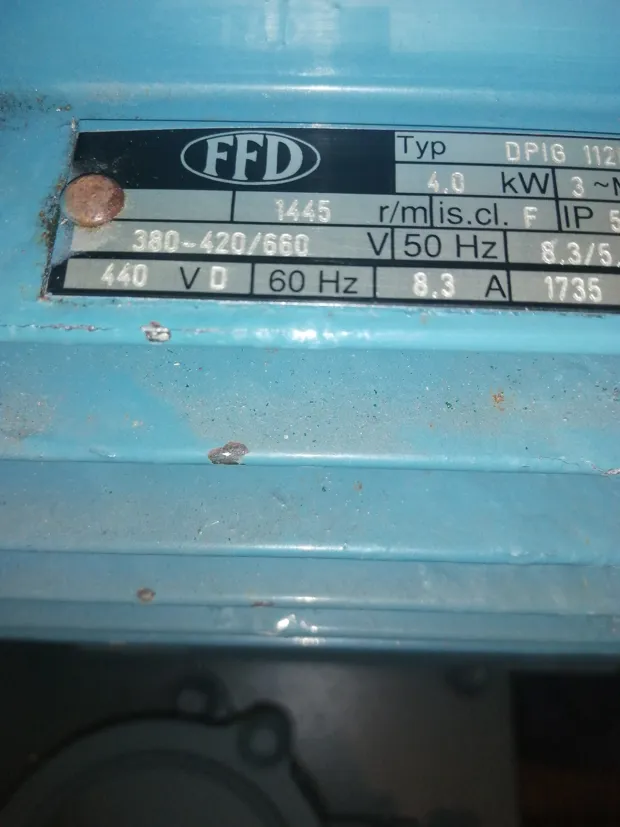 FFD Typ DPIG 112
4.0 kW 3 ~
1445 r/m is.cl. F IP 5
380-420/660 V 50 Hz 8.3/5.
440 V D 60 Hz 8.3 A 1735